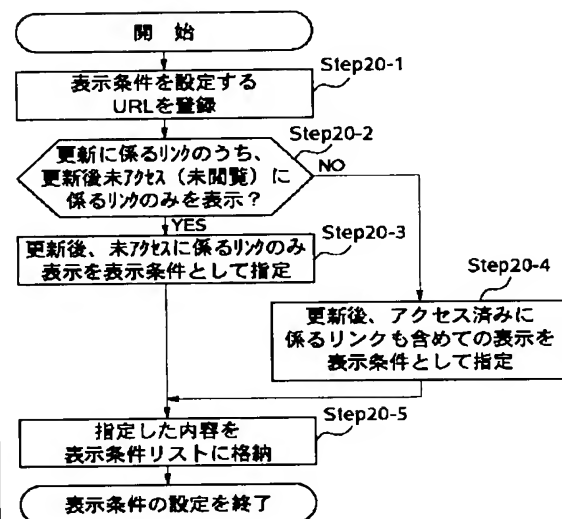 開 始
Step20-1
表示条件を設定する
URLを登録
Step20-2
更新に係るリンクのうち、
更新後未アクセス（未閲覧）に
係るリンクのみを表示？
NO
YES
Step20-3
更新後、未アクセスに係るリンクのみ
表示を表示条件として指定
Step20-4
更新後、アクセス済みに
係るリンクも含めての表示を
表示条件として指定
Step20-5
指定した内容を
表示条件リストに格納
表示条件の設定を終了